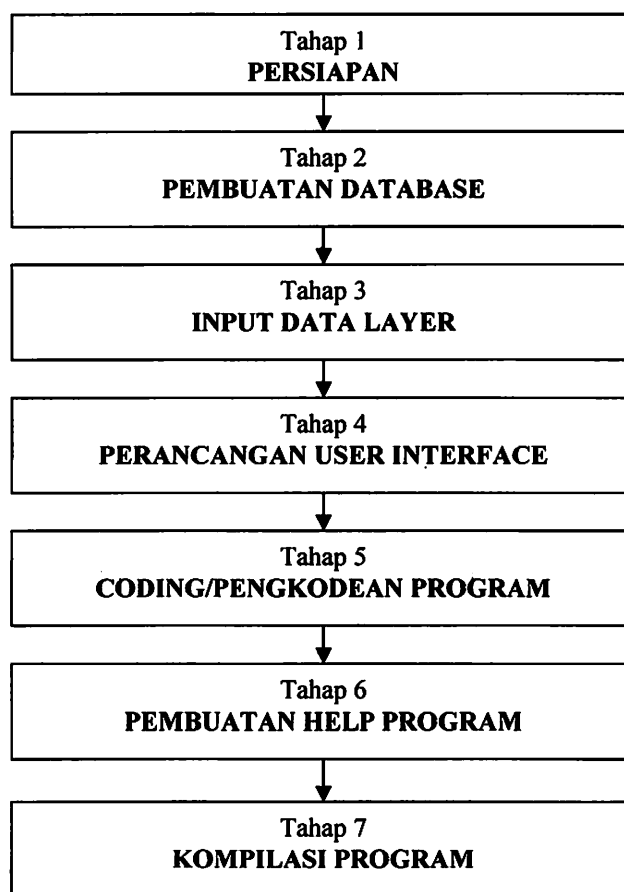 Tahap 1
PERSIAPAN
Tahap 2
PEMBUATAN DATABASE
Tahap 3
INPUT DATA LAYER
Tahap 4
PERANCANGAN USER INTERFACE
Tahap 5
CODING/PENGKODEAN PROGRAM
Tahap 6
PEMBUATAN HELP PROGRAM
Tahap 7
KOMPILASI PROGRAM